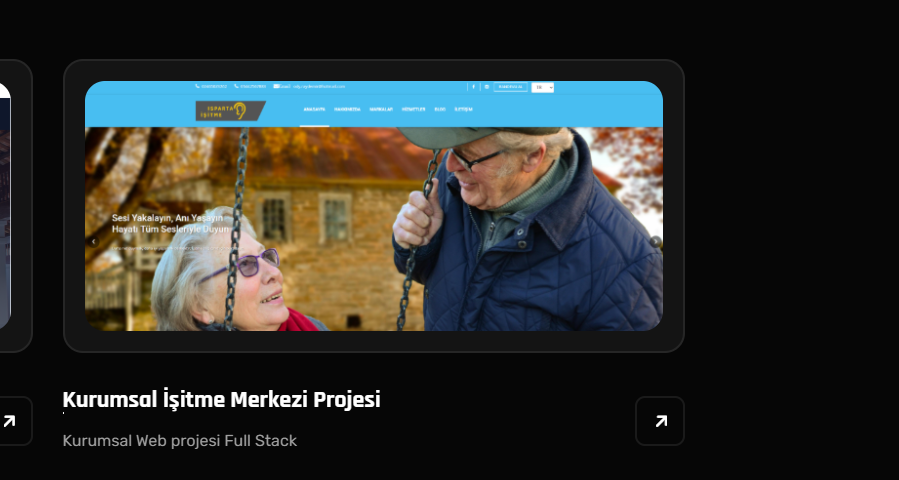 ISPARTA
İŞİTME
ANASAYFA HAKKIMIZDA MARKALAR HİZMETLER BLOG İLETİŞİM
Sesi Yakalayın, Anı Yaşayın
Hayatı Tüm Sesleriyle Duyun
Kurumsal İşitme Merkezi Projesi
Kurumsal Web projesi Full Stack